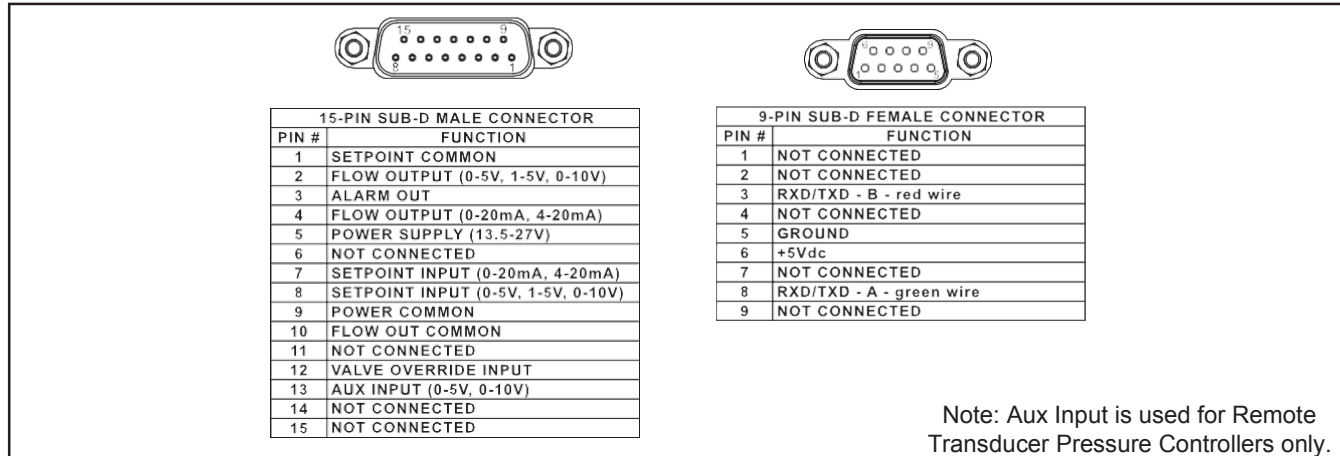 15 9
8 1
6 9
1 5
15-PIN SUB-D MALE CONNECTOR
PIN # FUNCTION
1 SETPOINT COMMON
2 FLOW OUTPUT (0-5V, 1-5V, 0-10V)
3 ALARM OUT
4 FLOW OUTPUT (0-20mA, 4-20mA)
5 POWER SUPPLY (13.5-27V)
6 NOT CONNECTED
7 SETPOINT INPUT (0-20mA, 4-20mA)
8 SETPOINT INPUT (0-5V, 1-5V, 0-10V)
9 POWER COMMON
10 FLOW OUT COMMON
11 NOT CONNECTED
12 VALVE OVERRIDE INPUT
13 AUX INPUT (0-5V, 0-10V)
14 NOT CONNECTED
15 NOT CONNECTED
9-PIN SUB-D FEMALE CONNECTOR
PIN # FUNCTION
1 NOT CONNECTED
2 NOT CONNECTED
3 RXD/TXD - B - red wire
4 NOT CONNECTED
5 GROUND
6 +5Vdc
7 NOT CONNECTED
8 RXD/TXD - A - green wire
9 NOT CONNECTED
Note: Aux Input is used for Remote
Transducer Pressure Controllers only.